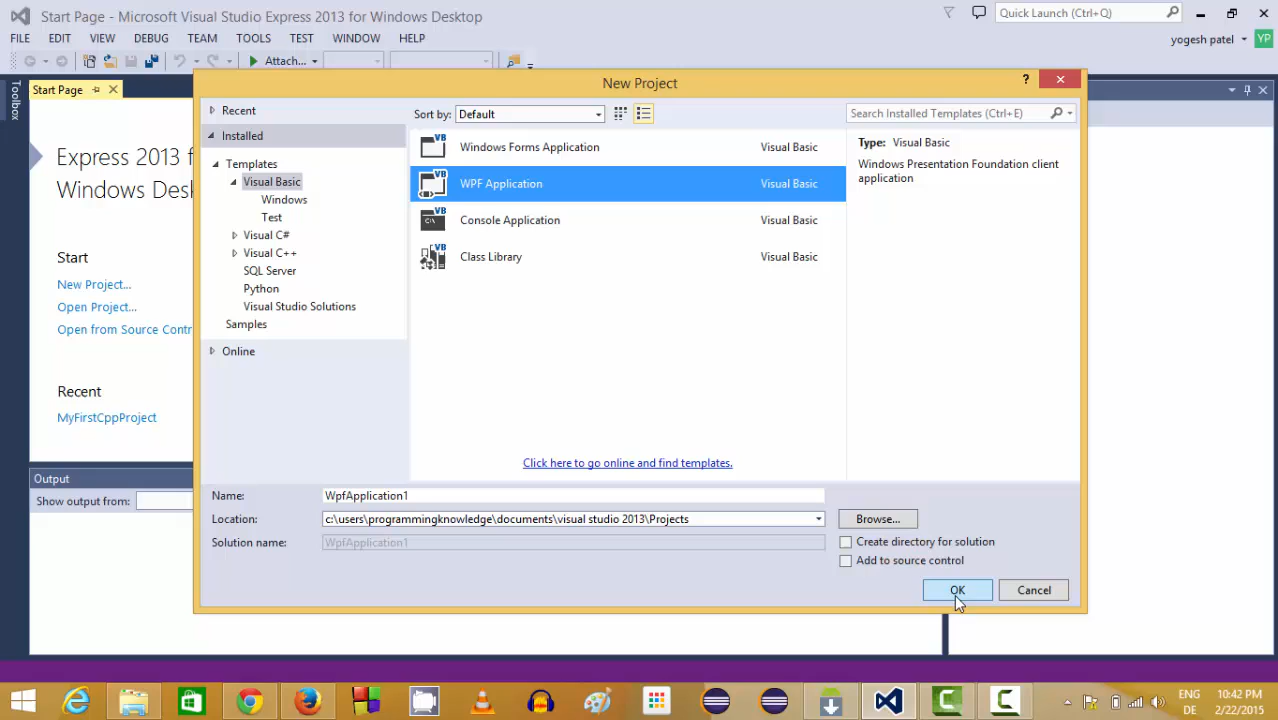 Start Page - Microsoft Visual Studio Express 2013 for Windows Desktop
Quick Launch (Ctrl+Q)
FILE EDIT VIEW DEBUG TEAM TOOLS TEST WINDOW HELP
yogesh patel YP
Attach...
Toolbox
Start Page
New Project
?
Recent
Sort by: Default
Search Installed Templates (Ctrl+E)
Installed
Templates
Visual Basic
Windows
Test
Visual C#
Visual C++
SQL Server
Python
Visual Studio Solutions
Samples
Online
VB Windows Forms Application Visual Basic
VB WPF Application Visual Basic
VB Console Application Visual Basic
VB Class Library Visual Basic
Type: Visual Basic
Windows Presentation Foundation client
application
Click here to go online and find templates.
Express 2013 f
Windows Des
Start
New Project...
Open Project...
Open from Source Contr
Recent
MyFirstCppProject
Output
Show output from:
Name: WpfApplication1
Location: c:\users\programmingknowledge\documents\visual studio 2013\Projects
Browse...
Solution name: WpfApplication1
Create directory for solution
Add to source control
OK Cancel
ENG 10:42 PM
DE 2/22/2015